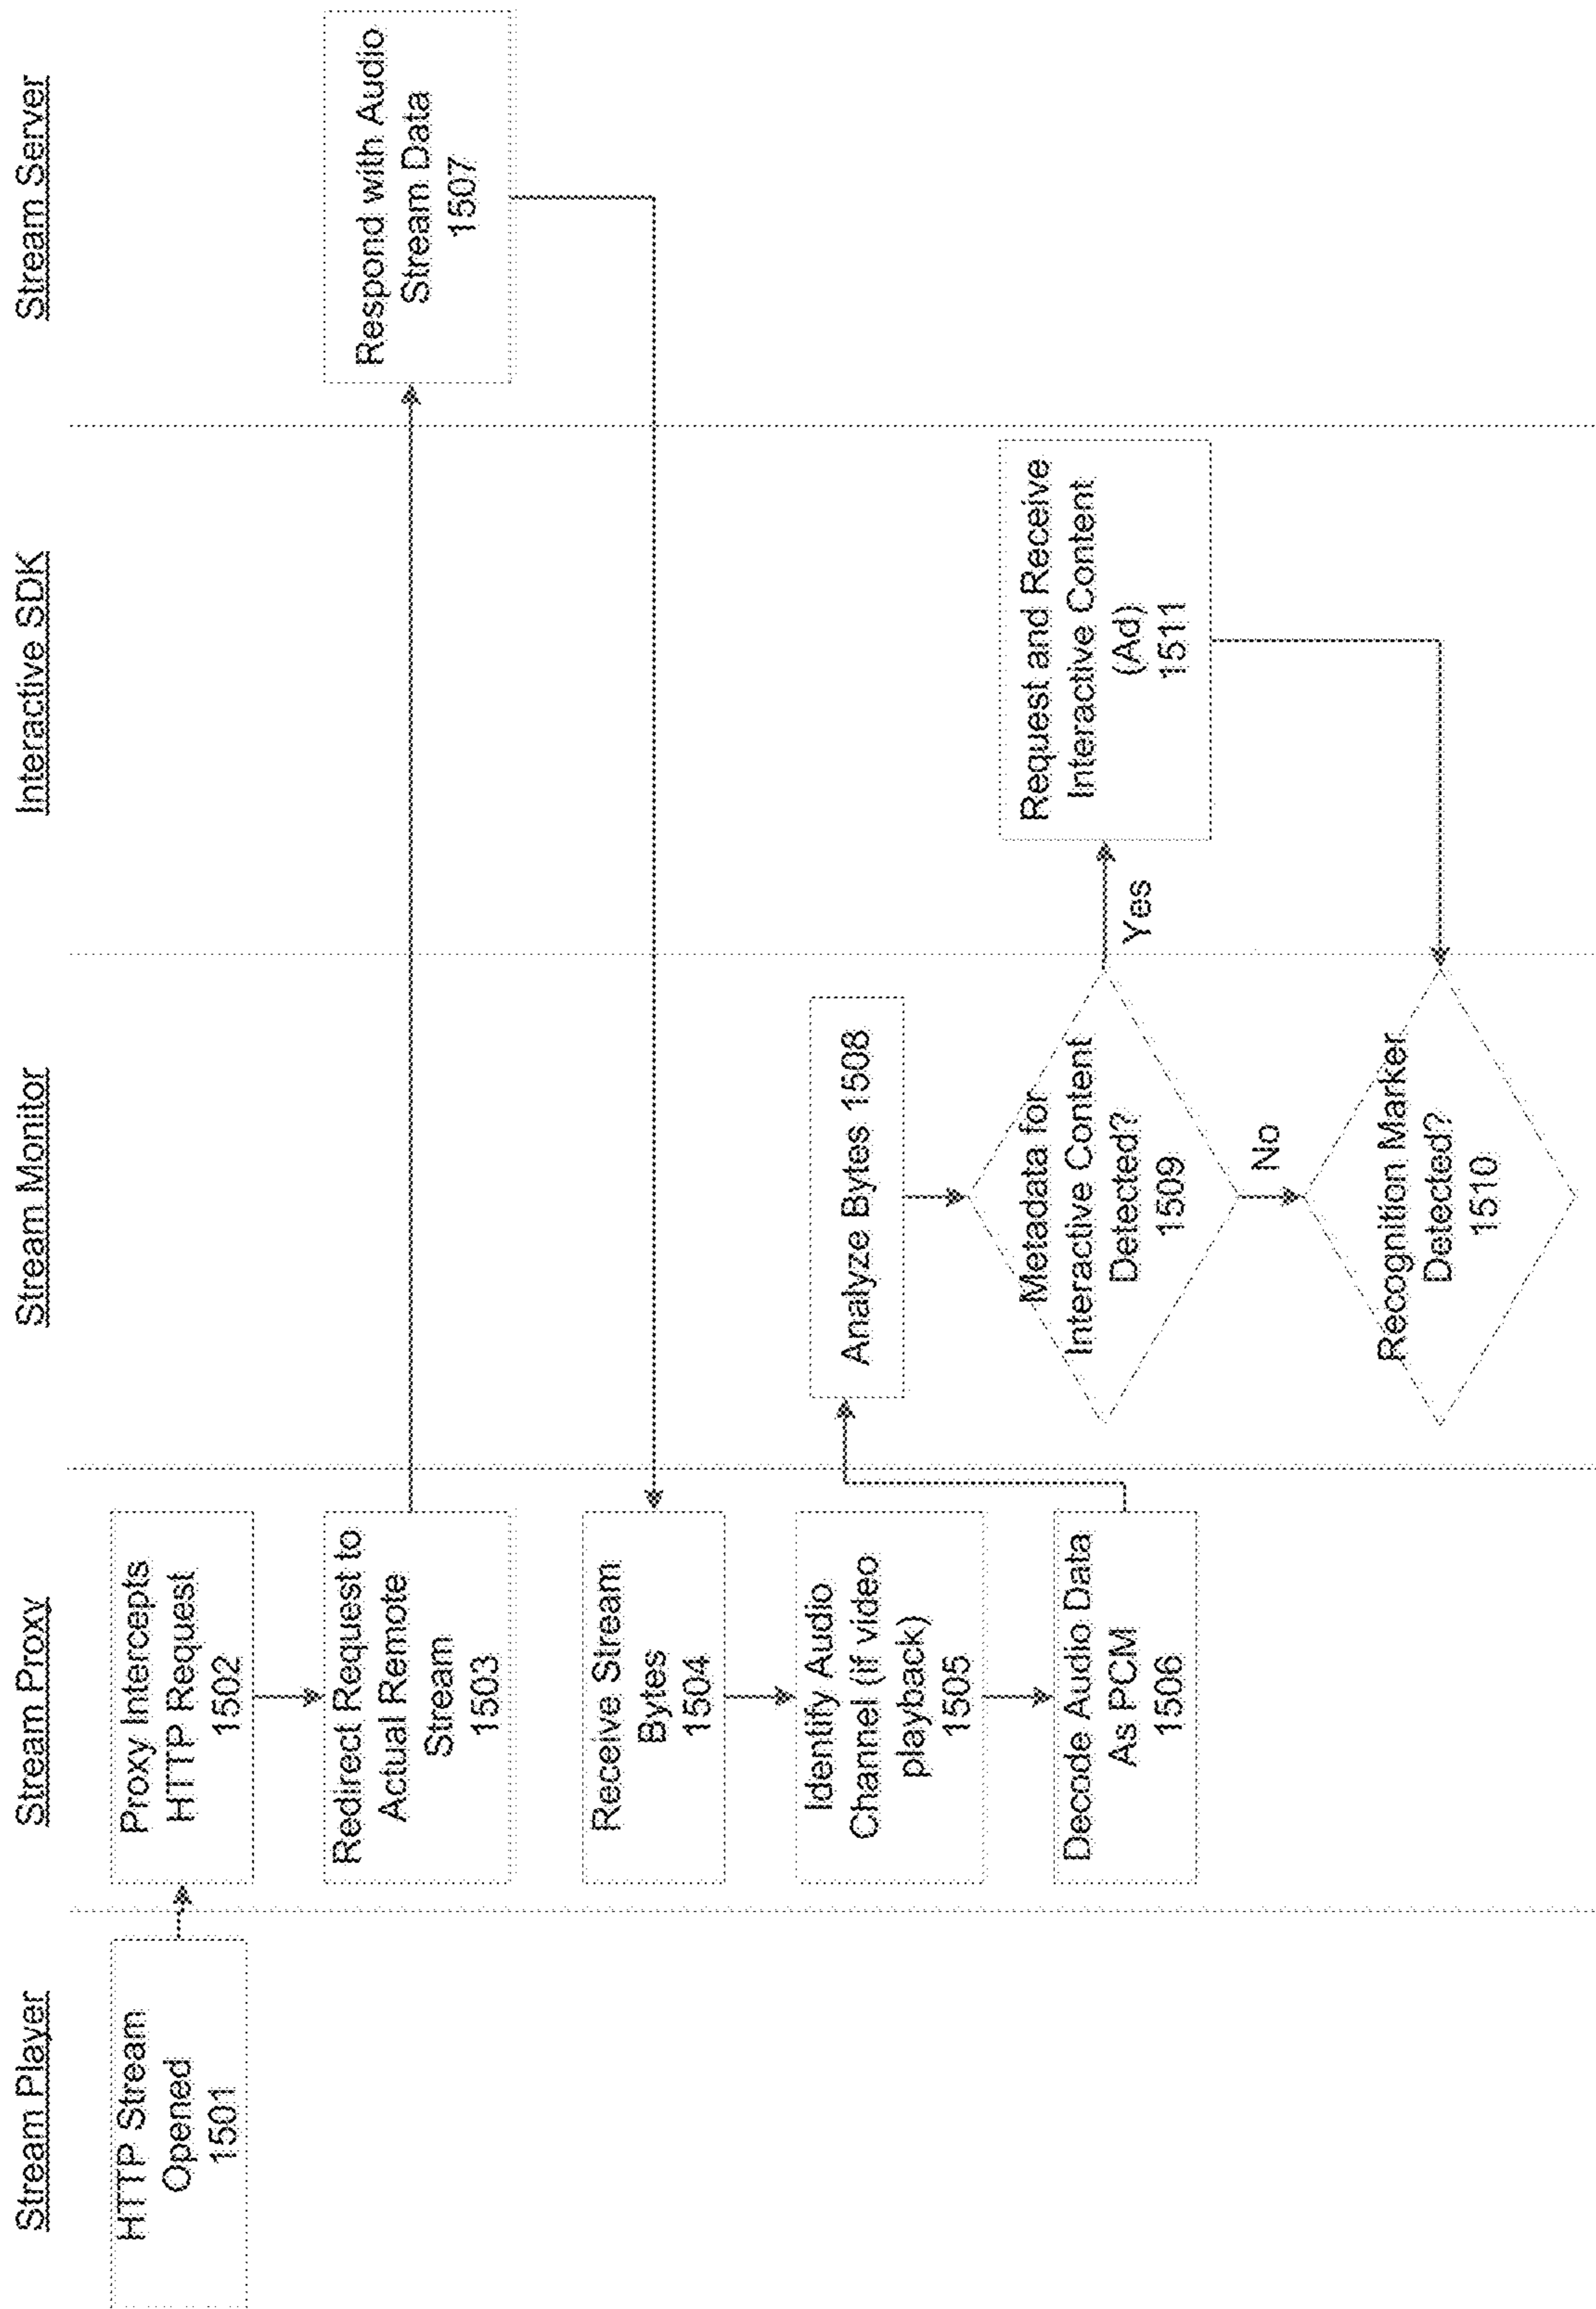 Stream Player
Stream Proxy
Stream Monitor
Interactive SDK
Stream Server
HTTP Stream
Opened
1501
Proxy Intercepts
HTTP Request
1502
Redirect Request to
Actual Remote
Stream
1503
Respond with Audio
Stream Data
1507
Receive Stream
Bytes
1504
Identify Audio
Channel (if video
playback)
1505
Decode Audio Data
As PCM
1506
Analyze Bytes 1508
Metadata for
Interactive Content
Detected?
1509
Yes
No
Request and Receive
Interactive Content
(Ad)
1511
Recognition Marker
Detected?
1510